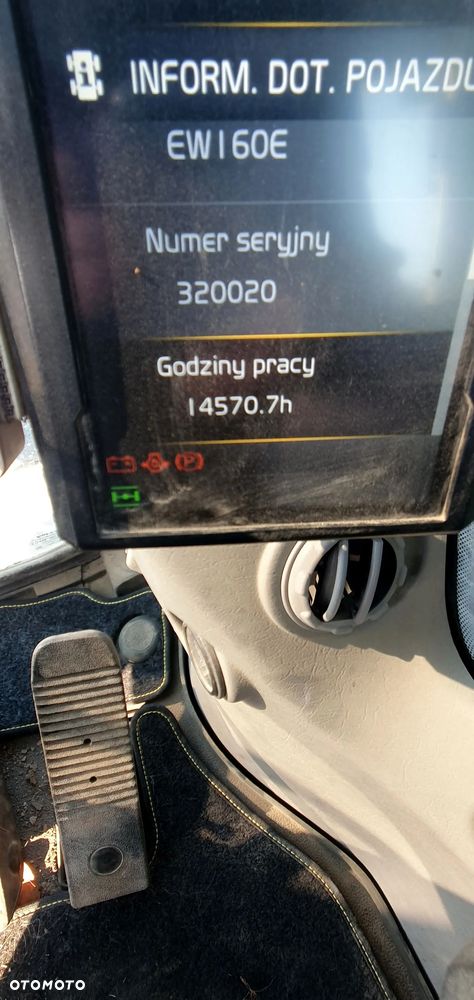 INFORM. DOT. POJAZDU
EW160E
Numer seryjny
320020
Godziny pracy
14570.7h
P
OTOMOTO